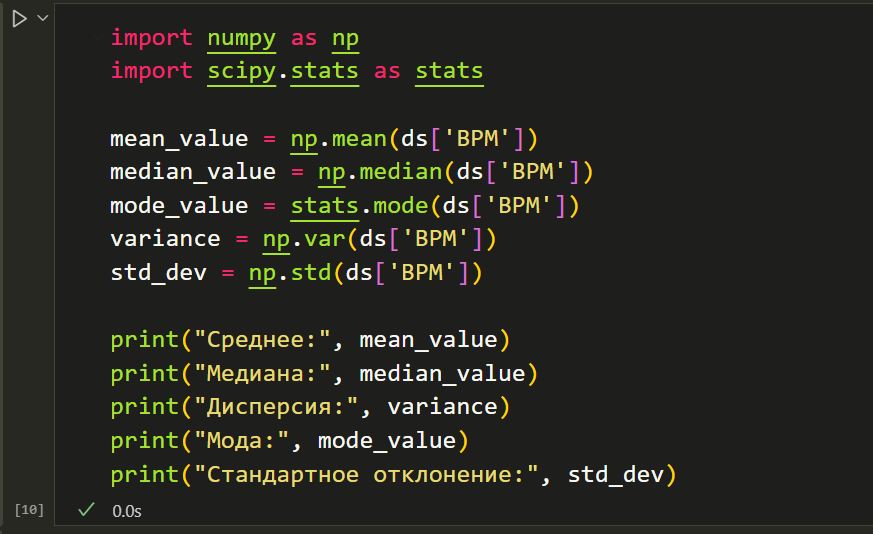 import numpy as np
import scipy.stats as stats
mean_value = np.mean(ds['BPM'])
median_value = np.median(ds['BPM'])
mode_value = stats.mode(ds['BPM'])
variance = np.var(ds['BPM'])
std_dev = np.std(ds['BPM'])
print("Среднее:", mean_value)
print("Медиана:", median_value)
print("Дисперсия:", variance)
print("Мода:", mode_value)
print("Стандартное отклонение:", std_dev)
[10] 0.0s